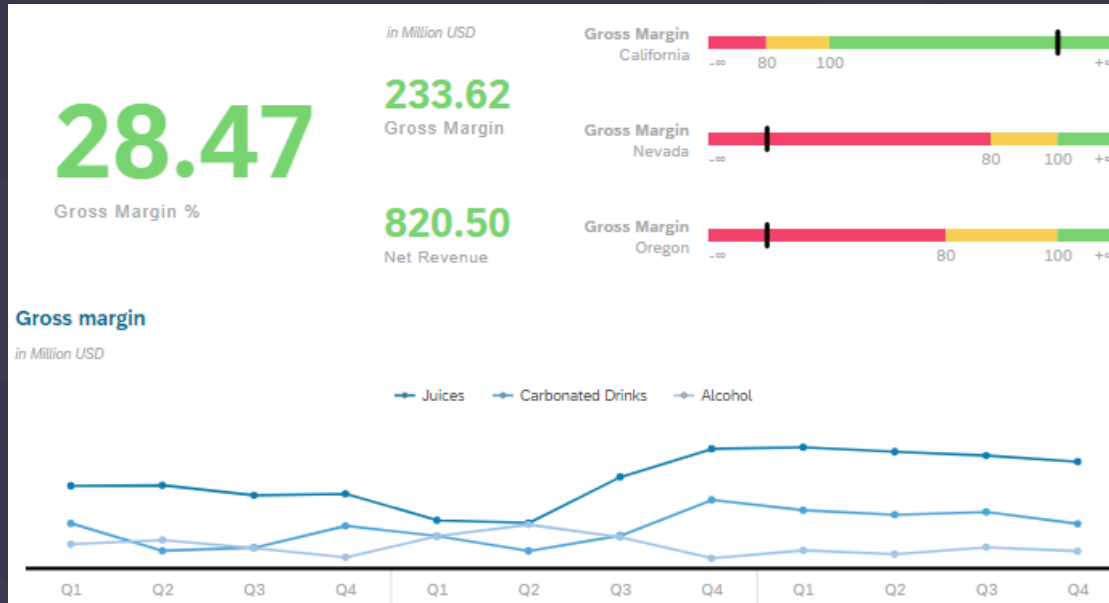 28.47
Gross Margin %
in Million USD
233.62
Gross Margin
820.50
Net Revenue
Gross Margin
California
-∞ 80 100
Gross Margin
Nevada
-∞ 80 100
Gross Margin
Oregon
-∞ 80 100
Gross margin
in Million USD
Juices Carbonated Drinks Alcohol
Q1 Q2 Q3 Q4 Q1 Q2 Q3 Q4 Q1 Q2 Q3 Q4